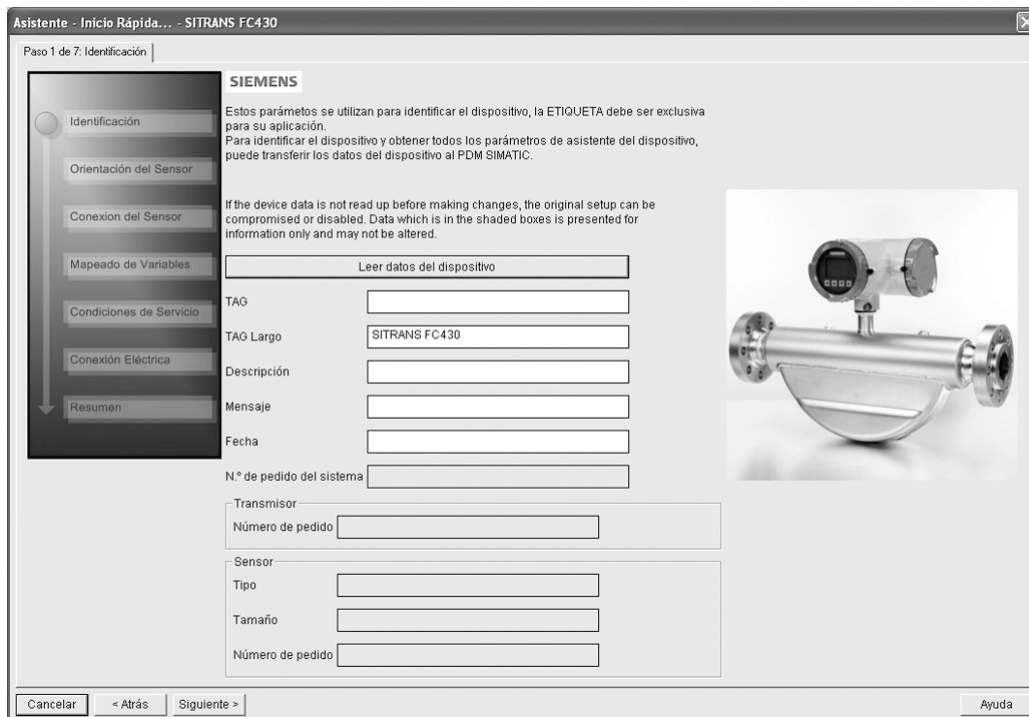 Asistente - Inicio Rápida... - SITRANS FC430
Paso 1 de 7: Identificación
Identificación
Orientación del Sensor
Conexion del Sensor
Mapeado de Variables
Condiciones de Servicio
Conexión Eléctrica
Resumen
SIEMENS
Estos parámetos se utilizan para identificar el dispositivo, la ETIQUETA debe ser exclusiva
para su aplicación.
Para identificar el dispositivo y obtener todos los parámetros de asistente del dispositivo,
puede transferir los datos del dispositivo al PDM SIMATIC.
If the device data is not read up before making changes, the original setup can be
compromised or disabled. Data which is in the shaded boxes is presented for
information only and may not be altered.
Leer datos del dispositivo
TAG
TAG Largo SITRANS FC430
Descripción
Mensaje
Fecha
N.º de pedido del sistema
Transmisor
Número de pedido
Sensor
Tipo
Tamaño
Número de pedido
Cancelar < Atrás Siguiente > Ayuda